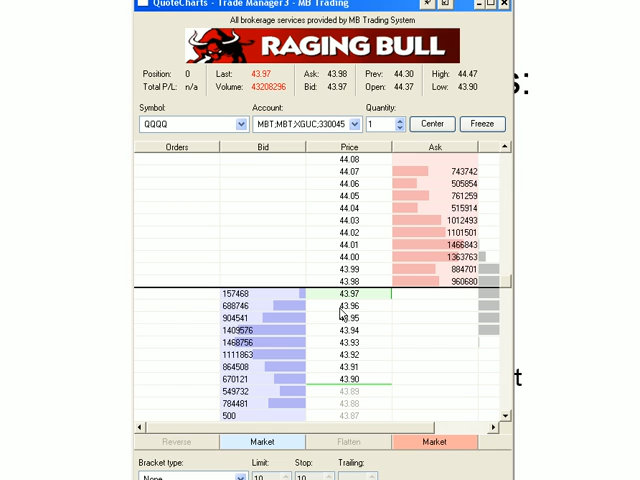 QuoteCharts - Trade Manager3 - MB Trading
All brokerage services provided by MB Trading System
RAGING BULL
Position: 0 Last: 43.97 Ask: 43.98 Prev: 44.30 High: 44.47
Total P/L: n/a Volume: 43208296 Bid: 43.97 Open: 44.37 Low: 43.90
Symbol: Account: Quantity:
QQQQ MBT;MBT;XGUC;330045 1 Center Freeze
Orders Bid Price Ask
44.08
44.07 743742
44.06 505854
44.05 761259
44.04 515914
44.03 1012493
44.02 1101501
44.01 1466843
44.00 1363763
43.99 884701
43.98 960680
157468 43.97
688746 43.96
904541 43.95
1409576 43.94
1468756 43.93
1111863 43.92
864508 43.91
670121 43.90
549732 43.89
784481 43.88
500 43.87
Reverse Market Flatten Market
Bracket type: Limit: Stop: Trailing:
None 10 10
s:
t